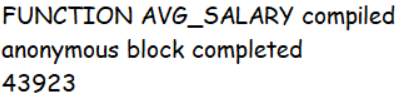 FUNCTION AVG_SALARY compiled
anonymous block completed
43923